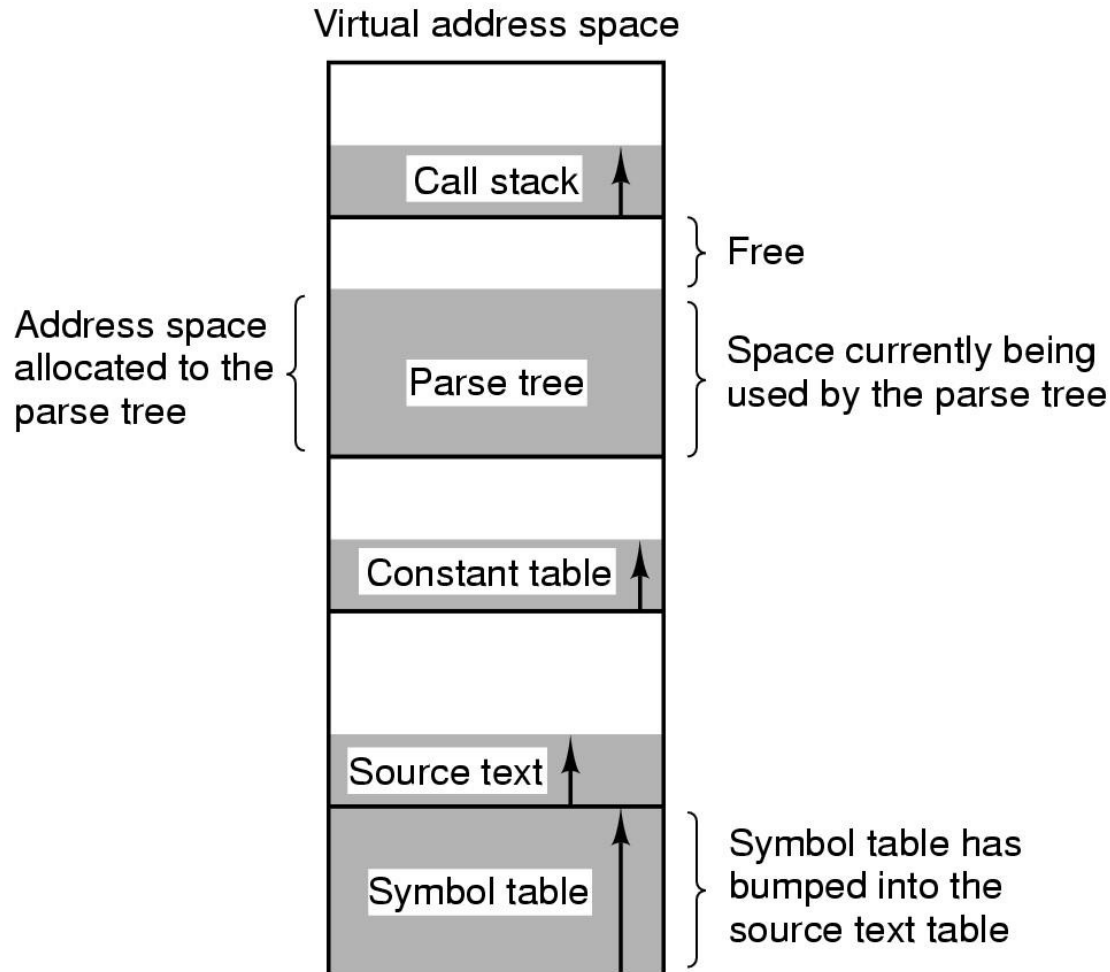 Virtual address space
Call stack
Free
Address space
allocated to the
parse tree
Parse tree
Space currently being
used by the parse tree
Constant table
Source text
Symbol table
Symbol table has
bumped into the
source text table